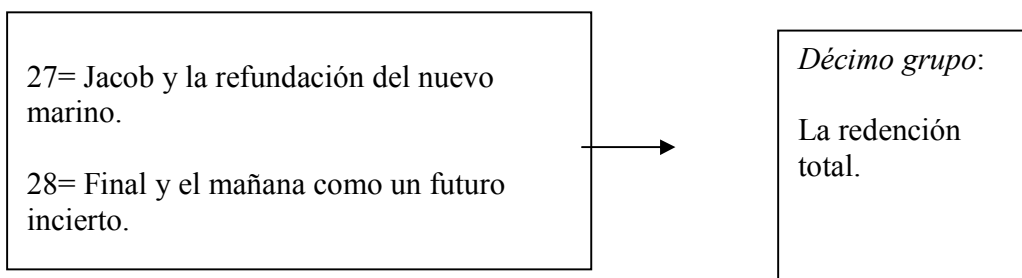 27= Jacob y la refundación del nuevo
marino.
28= Final y el mañana como un futuro
incierto.
Décimo grupo:
La redención
total.